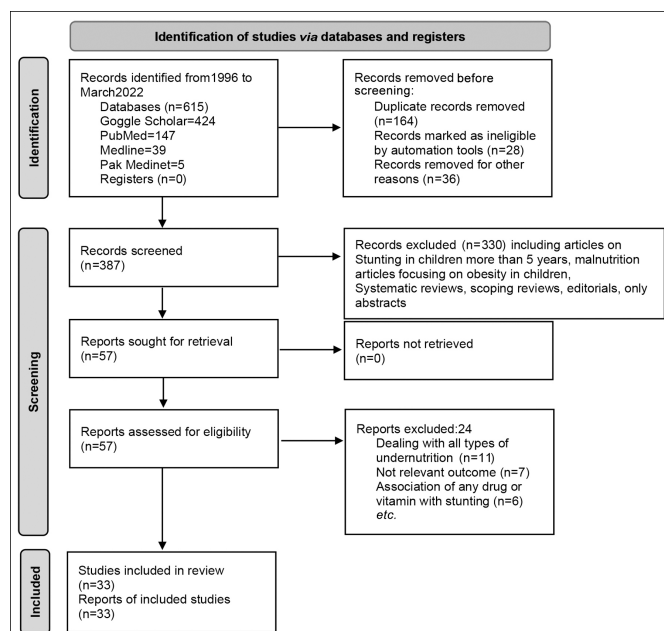 Identification of studies via databases and registers
Identification
Records identified from1996 to
March2022
Databases (n=615)
Goggle Scholar=424
PubMed=147
Medline=39
Pak Medinet=5
Registers (n=0)
Records removed before
screening:
Duplicate records removed
(n=164)
Records marked as ineligible
by automation tools (n=28)
Records removed for other
reasons (n=36)
Screening
Records screened
(n=387)
Records excluded (n=330) including articles on
Stunting in children more than 5 years, malnutrition
articles focusing on obesity in children,
Systematic reviews, scoping reviews, editorials, only
abstracts
Reports sought for retrieval
(n=57)
Reports not retrieved
(n=0)
Reports assessed for eligibility
(n=57)
Reports excluded:24
Dealing with all types of
undernutrition (n=11)
Not relevant outcome (n=7)
Association of any drug or
vitamin with stunting (n=6)
etc.
Included
Studies included in review
(n=33)
Reports of included studies
(n=33)